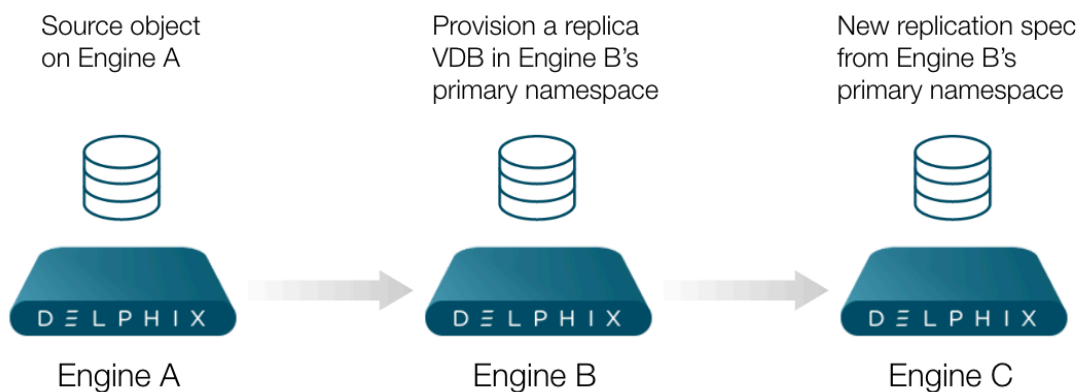 Source object
on Engine A
Provision a replica
VDB in Engine B's
primary namespace
New replication spec
from Engine B's
primary namespace
DELPHIX
DELPHIX
DELPHIX
Engine A
Engine B
Engine C